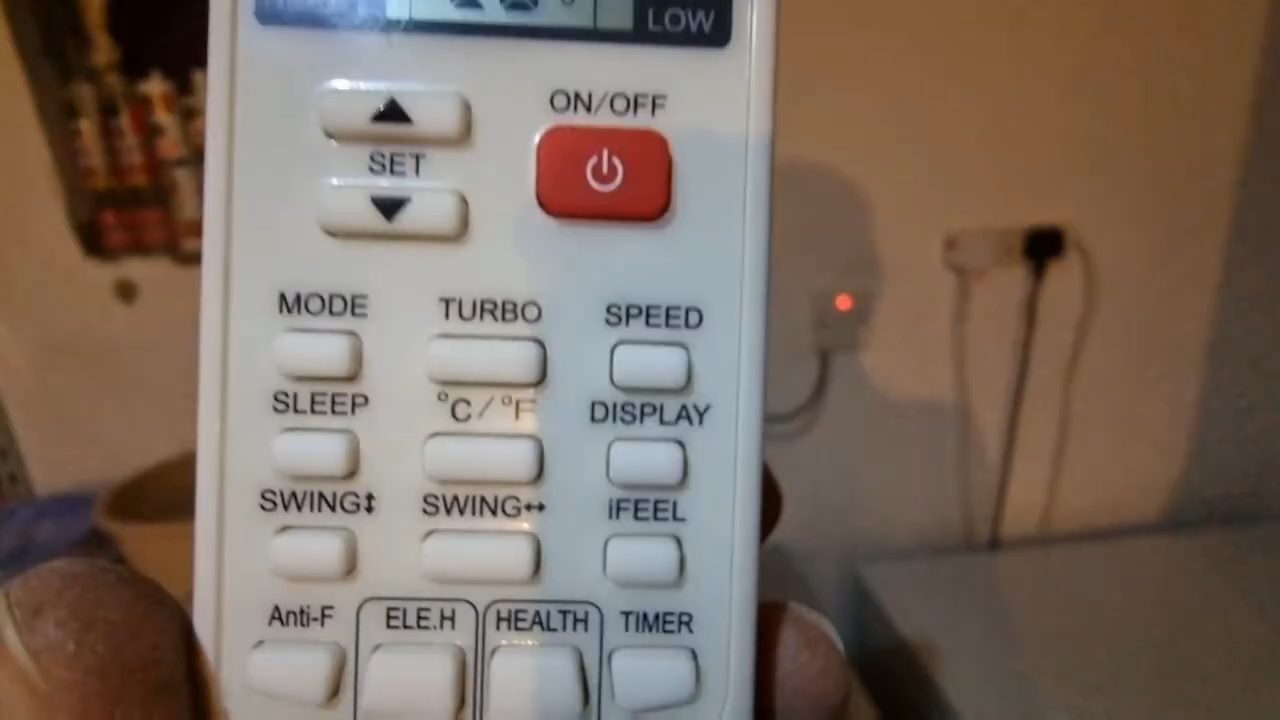 LOW
ON/OFF
SET
MODE TURBO SPEED
SLEEP °C/°F DISPLAY
SWING↕ SWING↔ iFEEL
Anti-F ELE.H HEALTH TIMER